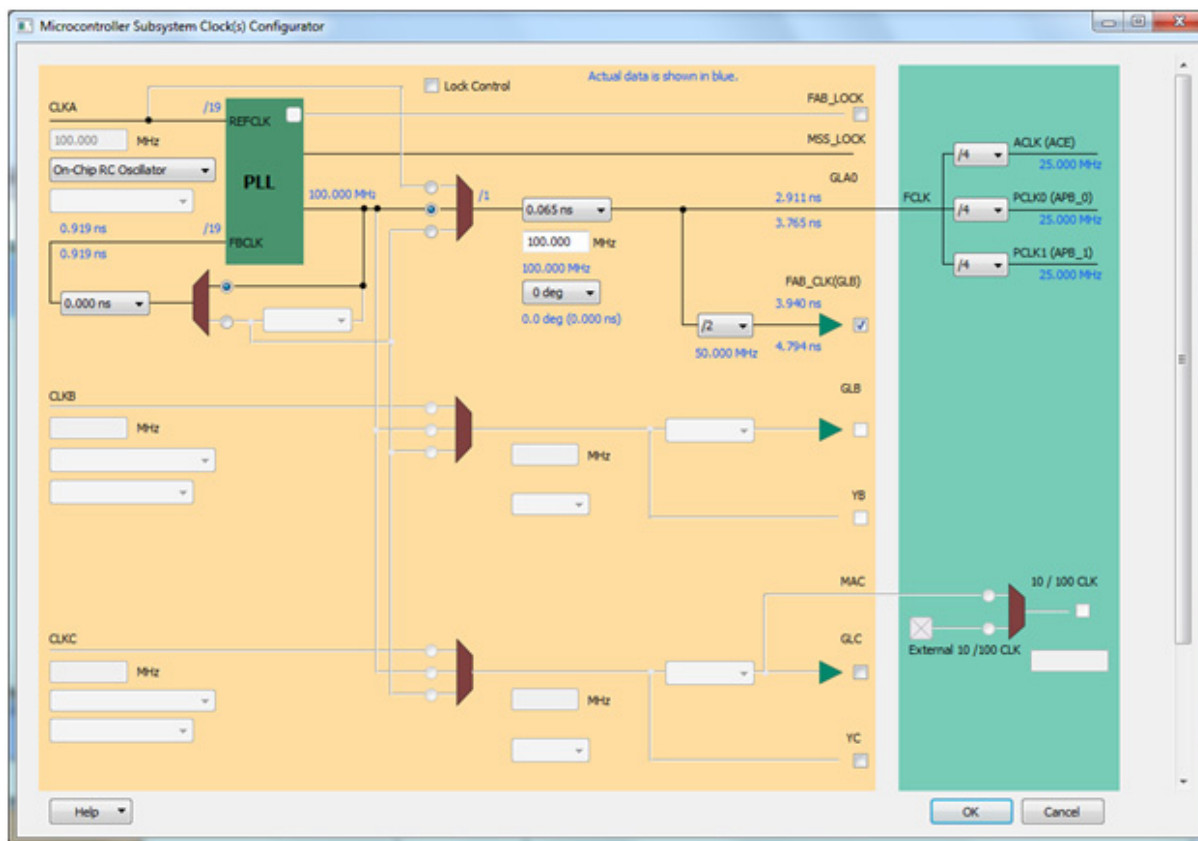 Microcontroller Subsystem Clock(s) Configurator
Actual data is shown in blue.
Lock Control
CLKA
/19
FAB_LOCK
REFCLK
100.000 MHz
MSS_LOCK
ACLK (ACE)
/4
25.000 MHz
On-Chip RC Oscillator
PLL
GLA0
100.000 MHz
/1
2.911 ns
FCLK
PCLK0 (APB_0)
0.065 ns
/4
0.919 ns
/19
3.765 ns
25.000 MHz
FBCLK
100.000 MHz
0.919 ns
PCLK1 (APB_1)
100.000 MHz
/4
25.000 MHz
FAB_CLK(GLB)
0 deg
0.000 ns
3.940 ns
0.0 deg (0.000 ns)
/2
50.000 MHz
4.794 ns
CLKB
GLB
MHz
MHz
YB
MAC
10 / 100 CLK
CLKC
GLC
External 10 /100 CLK
MHz
MHz
YC
Help
OK
Cancel